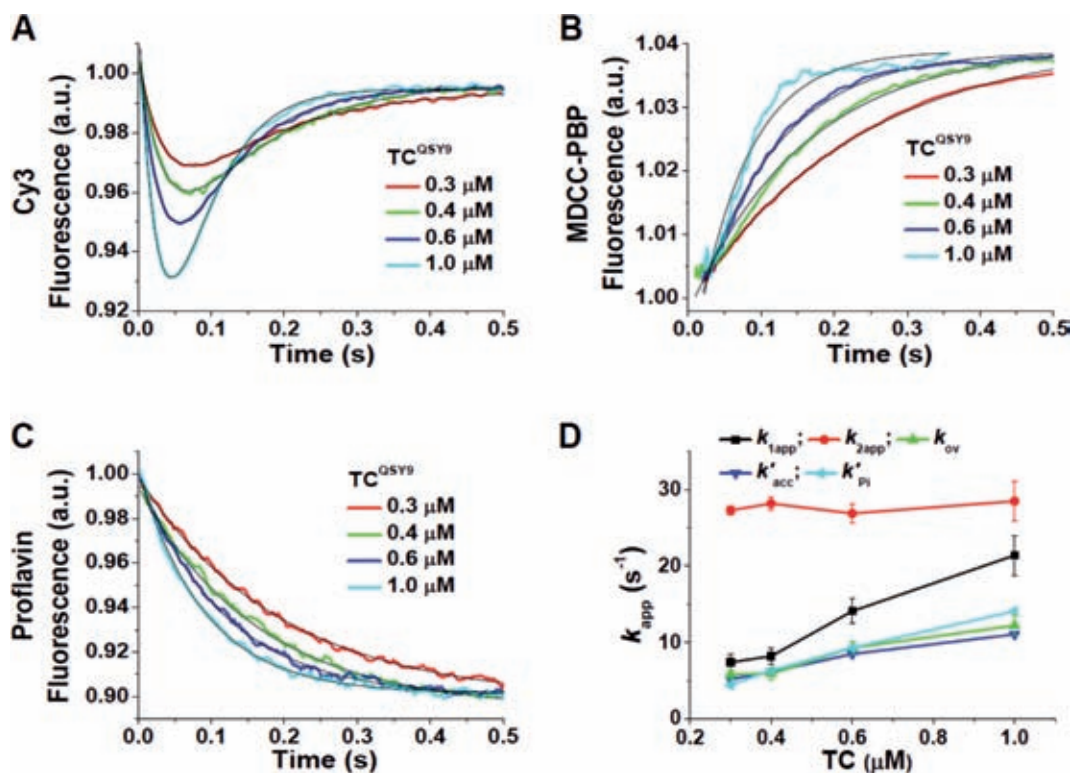 A
Cy3
Fluorescence (a.u.)
1.00
0.98
0.96
0.94
0.92
0.0 0.1 0.2 0.3 0.4 0.5
Time (s)
TC^QSY9
0.3 μM
0.4 μM
0.6 μM
1.0 μM
B
MDCC-PBP
Fluorescence (a.u.)
1.04
1.03
1.02
1.01
1.00
0.0 0.1 0.2 0.3 0.4 0.5
Time (s)
TC^QSY9
0.3 μM
0.4 μM
0.6 μM
1.0 μM
C
Proflavin
Fluorescence (a.u.)
1.00
0.98
0.96
0.94
0.92
0.90
0.0 0.1 0.2 0.3 0.4 0.5
Time (s)
TC^QSY9
0.3 μM
0.4 μM
0.6 μM
1.0 μM
D
k1app; k2app; kov
k'acc; k'Pi
kapp (s⁻¹)
30
20
10
0
0.2 0.4 0.6 0.8 1.0
TC (μM)